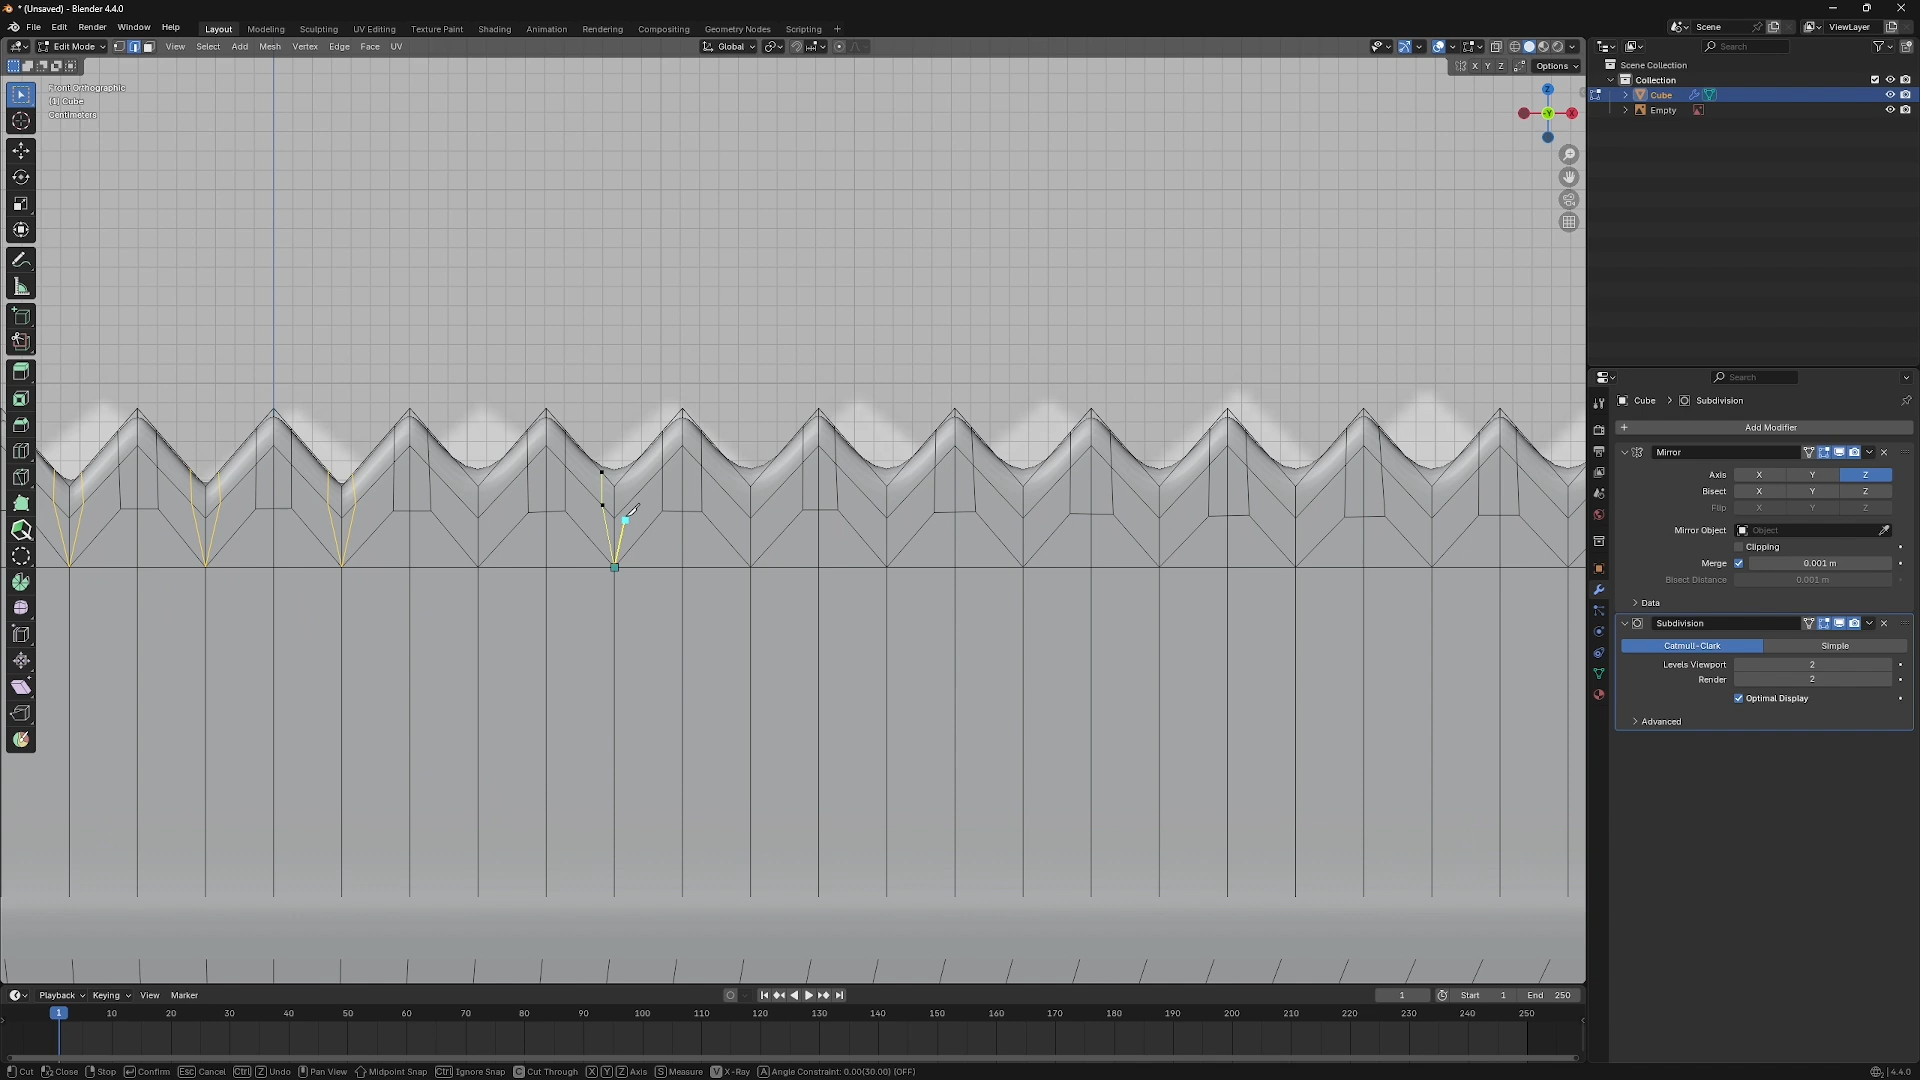 * (Unsaved) - Blender 4.4.0
File Edit Render Window Help
Layout Modeling Sculpting UV Editing Texture Paint Shading Animation Rendering Compositing Geometry Nodes Scripting +
Scene ViewLayer
Edit Mode View Select Add Mesh Vertex Edge Face UV
Global
Search
X Y Z Options
Front Orthographic
(1) Cube
Centimeters
Z
Y
X
Scene Collection
Collection
Cube
Empty
Search
Cube > Subdivision
+ Add Modifier
Mirror
Axis X Y Z
Bisect X Y Z
Flip X Y Z
Mirror Object Object
Clipping
Merge 0.001 m
Bisect Distance 0.001 m
Data
Subdivision
Catmull-Clark Simple
Levels Viewport 2
Render 2
Optimal Display
Advanced
Playback Keying View Marker
1 Start 1 End 250
1 10 20 30 40 50 60 70 80 90 100 110 120 130 140 150 160 170 180 190 200 210 220 230 240 250
Cut Close Stop Confirm Esc Cancel Ctrl Z Undo Pan View Midpoint Snap Ctrl Ignore Snap C Cut Through X Y Z Axis S Measure V X-Ray A Angle Constraint: 0.00(30.00) (OFF)
4.4.0